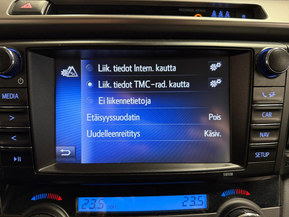 Liik. tiedot Intern. kautta
Liik. tiedot TMC-rad. kautta
Ei liikennetietoja
Etäisyyssuodatin Pois
Uudelleenreititys Käsiv.
MEDIA
CAR
NAV
SETUP
23.5 23.5